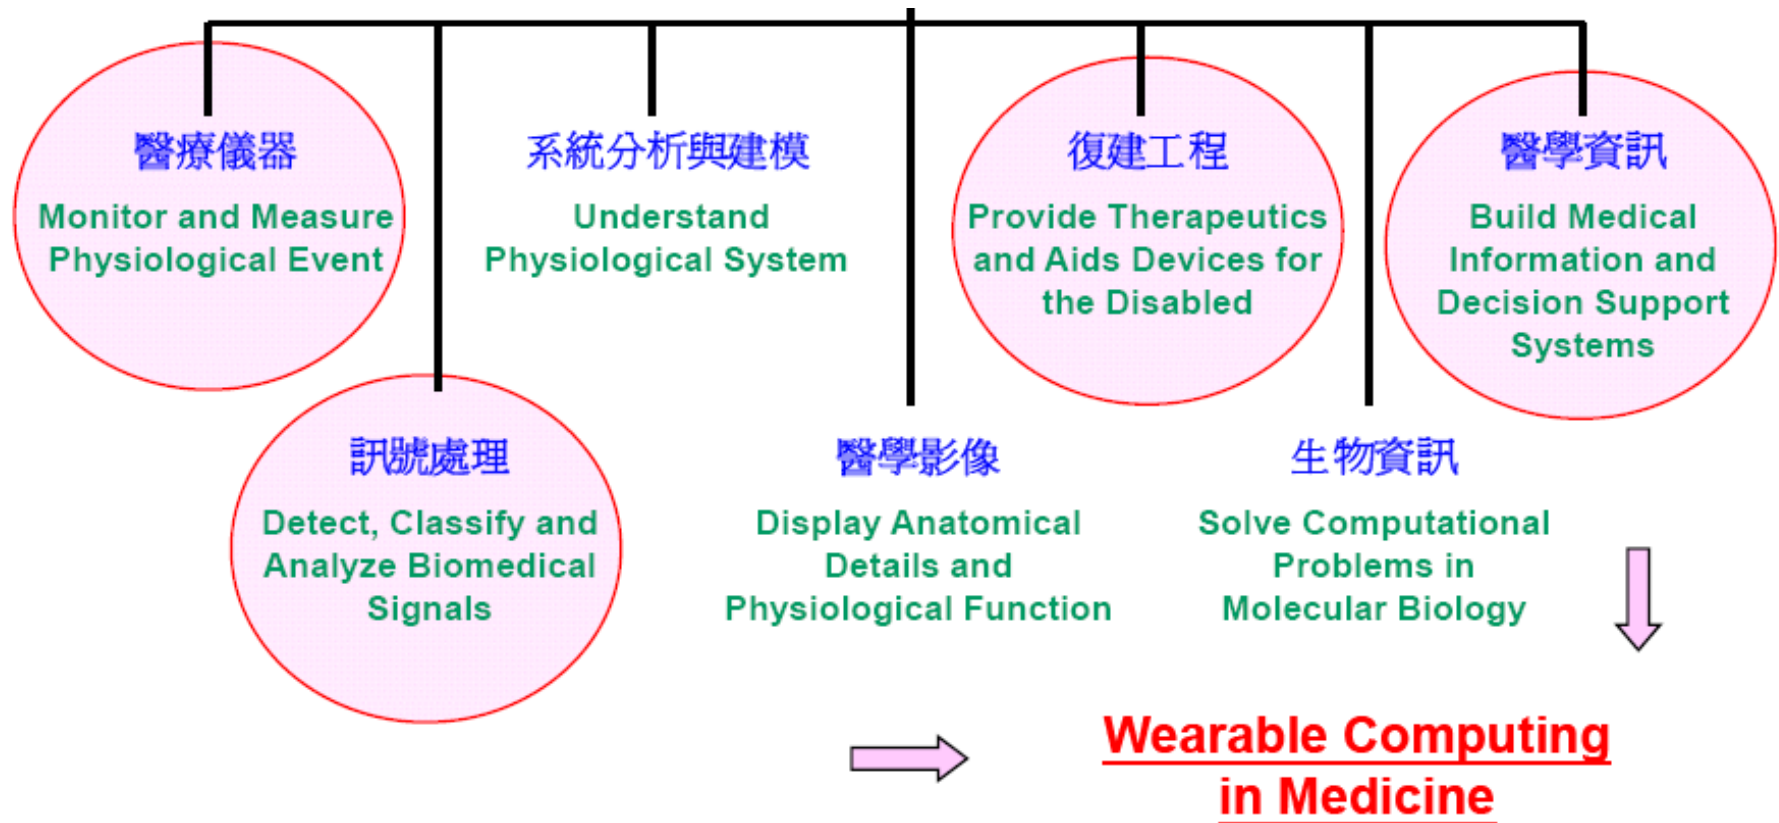 醫療儀器
Monitor and Measure
Physiological Event
系統分析與建模
Understand
Physiological System
復建工程
Provide Therapeutics
and Aids Devices for
the Disabled
醫學資訊
Build Medical
Information and
Decision Support
Systems
訊號處理
Detect, Classify and
Analyze Biomedical
Signals
醫學影像
Display Anatomical
Details and
Physiological Function
生物資訊
Solve Computational
Problems in
Molecular Biology
Wearable Computing
in Medicine